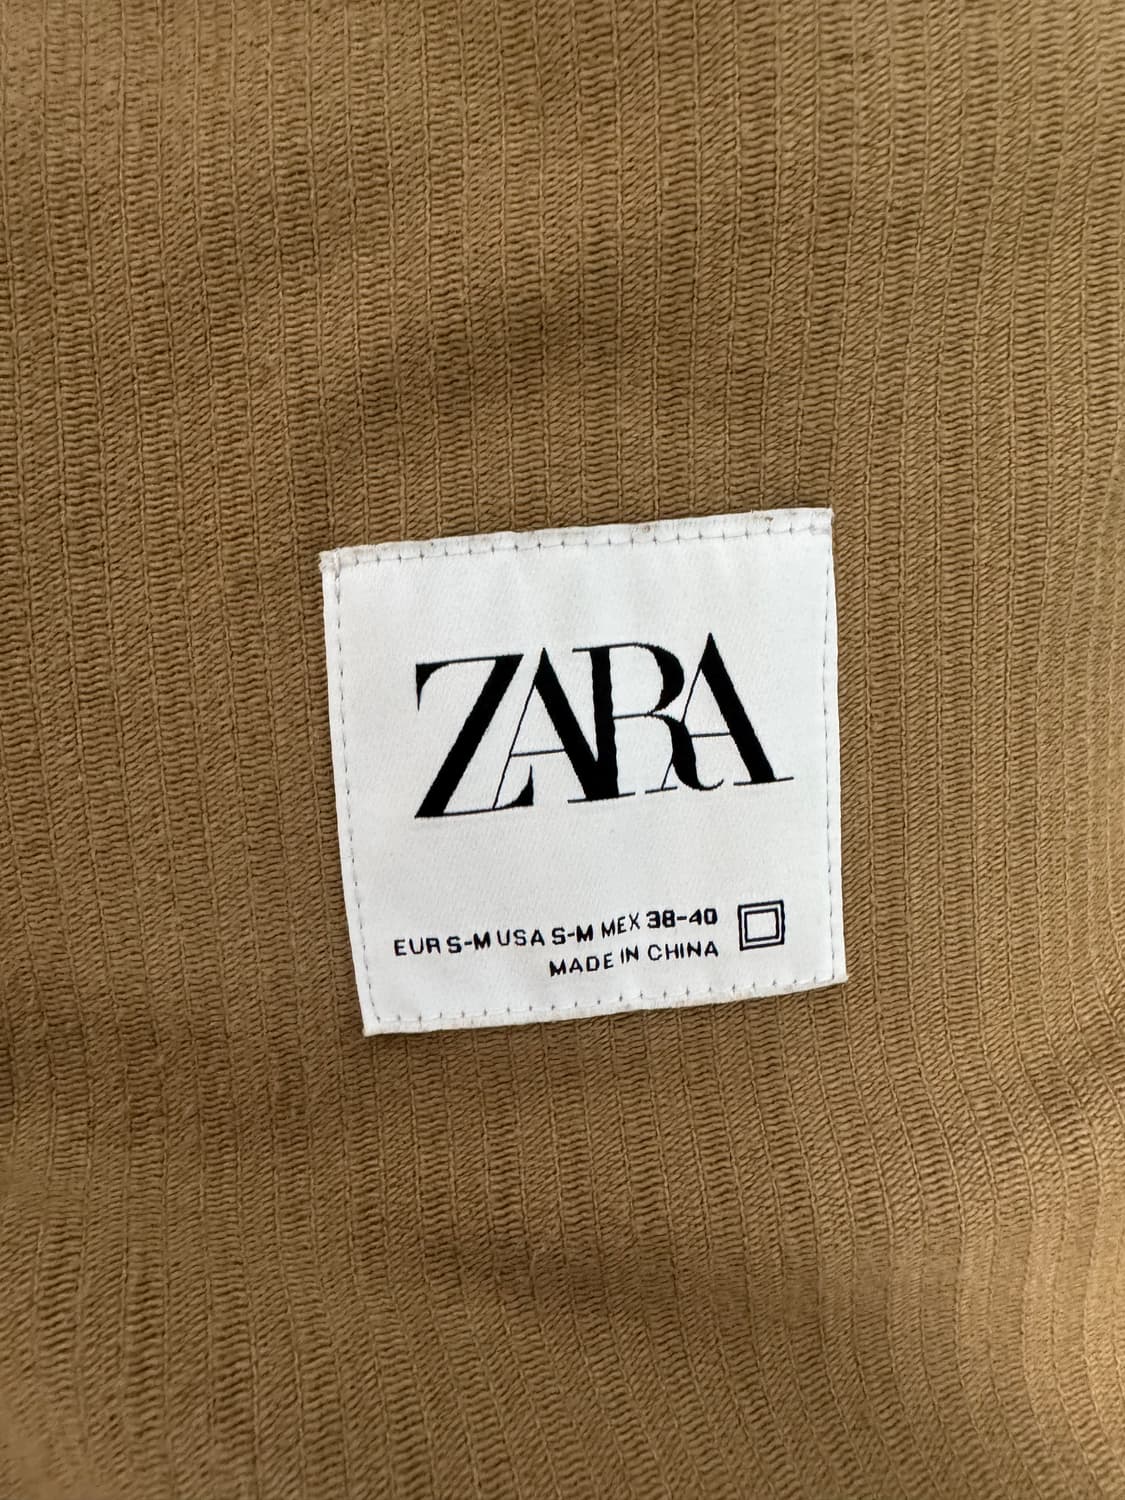 ZARA
EUR S-M USA S-M MEX 38-40
MADE IN CHINA